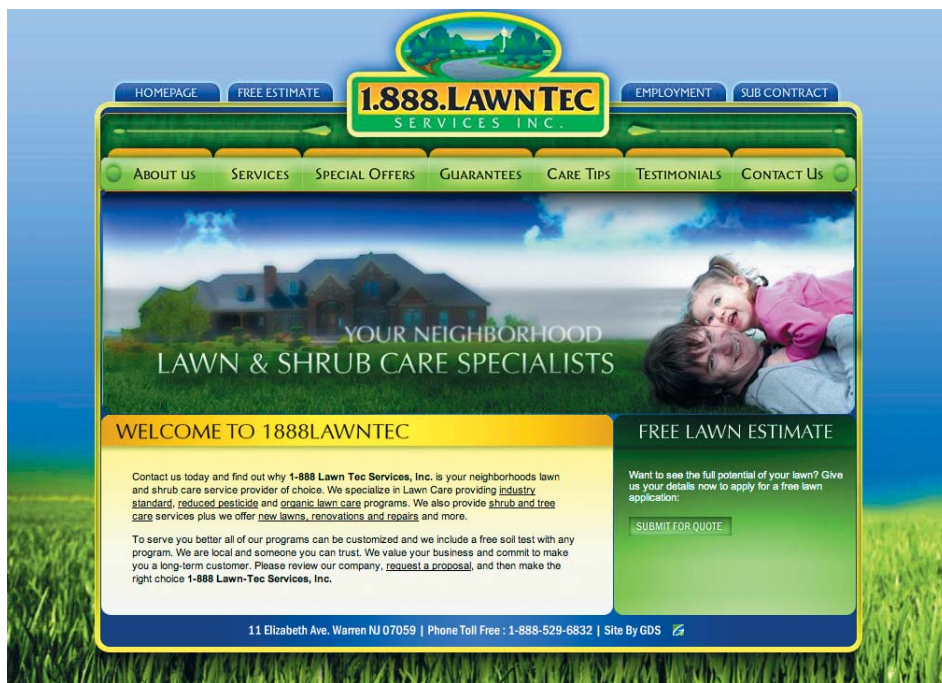 HOMEPAGE
FREE ESTIMATE
1.888.LAWNTEC
SERVICES INC.
EMPLOYMENT
SUB CONTRACT
ABOUT US
SERVICES
SPECIAL OFFERS
GUARANTEES
CARE TIPS
TESTIMONIALS
CONTACT US
YOUR NEIGHBORHOOD
LAWN & SHRUB CARE SPECIALISTS
WELCOME TO 1888LAWNTEC
Contact us today and find out why 1-888 Lawn Tec Services, Inc. is your neighborhoods lawn
and shrub care service provider of choice. We specialize in Lawn Care providing industry
standard, reduced pesticide and organic lawn care programs. We also provide shrub and tree
care services plus we offer new lawns, renovations and repairs and more.
To serve you better all of our programs can be customized and we include a free soil test with any
program. We are local and someone you can trust. We value your business and commit to make
you a long-term customer. Please review our company, request a proposal, and then make the
right choice 1-888 Lawn-Tec Services, Inc.
FREE LAWN ESTIMATE
Want to see the full potential of your lawn? Give
us your details now to apply for a free lawn
application:
SUBMIT FOR QUOTE
11 Elizabeth Ave. Warren NJ 07059 | Phone Toll Free : 1-888-529-6832 | Site By GDS